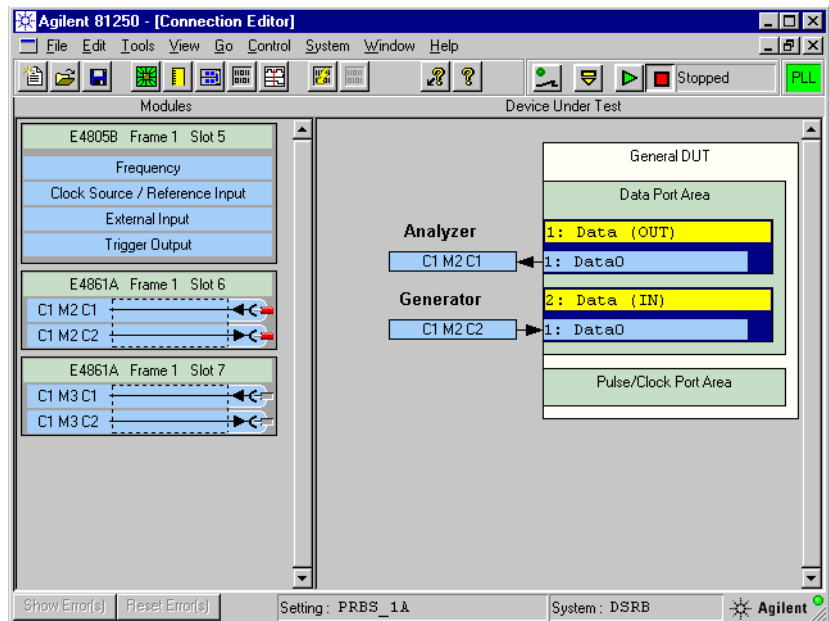 Agilent 81250 - [Connection Editor]
File Edit Tools View Go Control System Window Help
Stopped
PLL
Modules
Device Under Test
E4805B Frame 1 Slot 5
Frequency
Clock Source / Reference Input
External Input
Trigger Output
E4861A Frame 1 Slot 6
C1 M2 C1
C1 M2 C2
E4861A Frame 1 Slot 7
C1 M3 C1
C1 M3 C2
General DUT
Data Port Area
Analyzer
1: Data (OUT)
C1 M2 C1
1: Data0
Generator
2: Data (IN)
C1 M2 C2
1: Data0
Pulse/Clock Port Area
Show Error(s)
Reset Error(s)
Setting: PRBS_1A
System: DSRB
Agilent